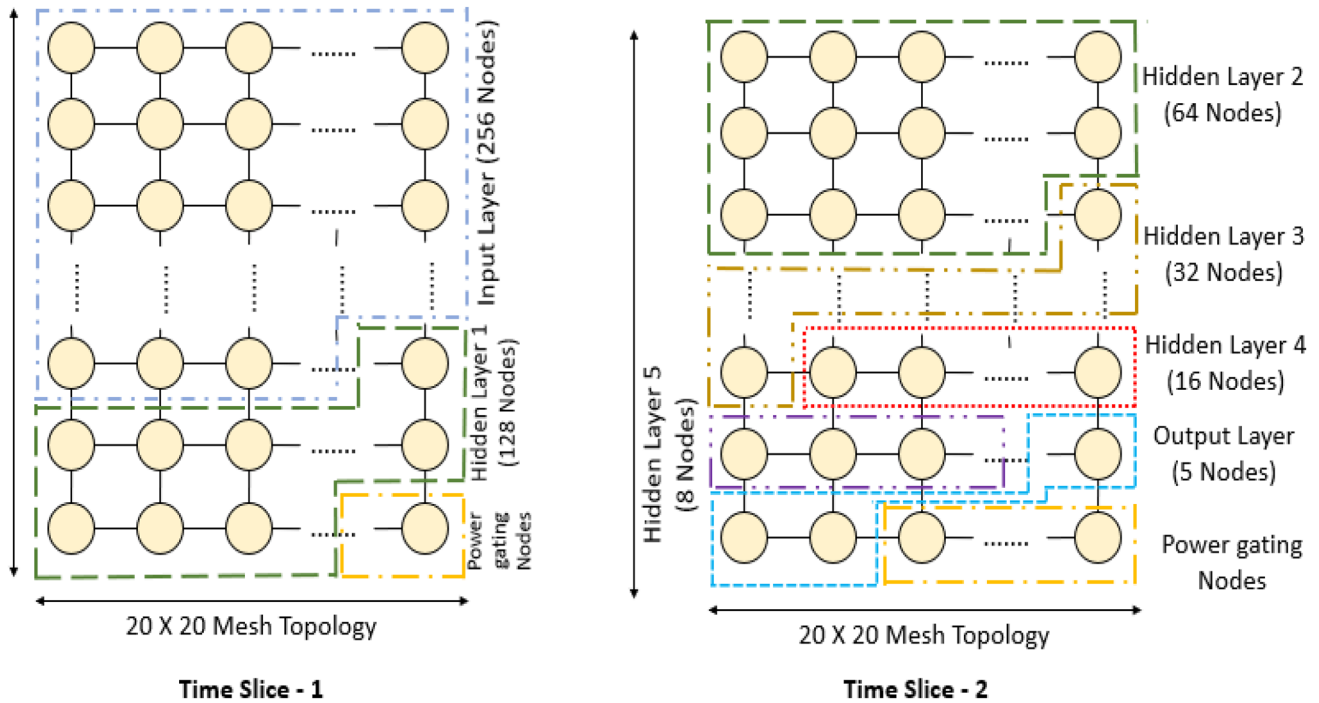 Input Layer (256 Nodes)
Hidden Layer 1
(128 Nodes)
Power
gating
Nodes
20 X 20 Mesh Topology
Time Slice - 1
Hidden Layer 2
(64 Nodes)
Hidden Layer 3
(32 Nodes)
Hidden Layer 4
(16 Nodes)
Hidden Layer 5
(8 Nodes)
Output Layer
(5 Nodes)
Power gating
Nodes
20 X 20 Mesh Topology
Time Slice - 2